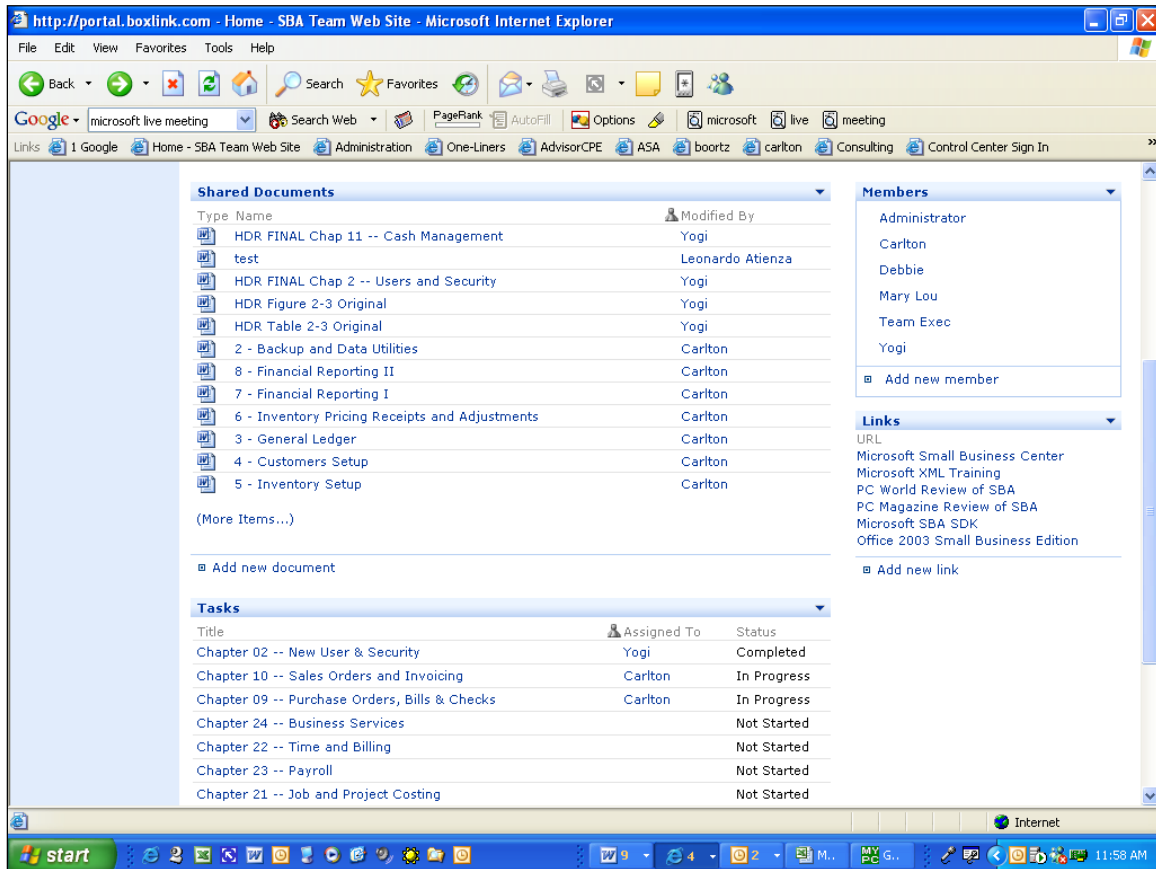 http://portal.boxlink.com - Home - SBA Team Web Site - Microsoft Internet Explorer
File Edit View Favorites Tools Help
Back Search Favorites
Google microsoft live meeting Search Web PageRank AutoFill Options microsoft live meeting
Links 1 Google Home - SBA Team Web Site Administration One-Liners AdvisorCPE ASA boortz carlton Consulting Control Center Sign In »
Shared Documents
Type Name Modified By
HDR FINAL Chap 11 -- Cash Management Yogi
test Leonardo Atienza
HDR FINAL Chap 2 -- Users and Security Yogi
HDR Figure 2-3 Original Yogi
HDR Table 2-3 Original Yogi
2 - Backup and Data Utilities Carlton
8 - Financial Reporting II Carlton
7 - Financial Reporting I Carlton
6 - Inventory Pricing Receipts and Adjustments Carlton
3 - General Ledger Carlton
4 - Customers Setup Carlton
5 - Inventory Setup Carlton
(More Items...)
Add new document
Tasks
Title Assigned To Status
Chapter 02 -- New User & Security Yogi Completed
Chapter 10 -- Sales Orders and Invoicing Carlton In Progress
Chapter 09 -- Purchase Orders, Bills & Checks Carlton In Progress
Chapter 24 -- Business Services Not Started
Chapter 22 -- Time and Billing Not Started
Chapter 23 -- Payroll Not Started
Chapter 21 -- Job and Project Costing Not Started
Members
Administrator
Carlton
Debbie
Mary Lou
Team Exec
Yogi
Add new member
Links
URL
Microsoft Small Business Center
Microsoft XML Training
PC World Review of SBA
PC Magazine Review of SBA
Microsoft SBA SDK
Office 2003 Small Business Edition
Add new link
Internet
start 9 4 2 M.. G.. 11:58 AM